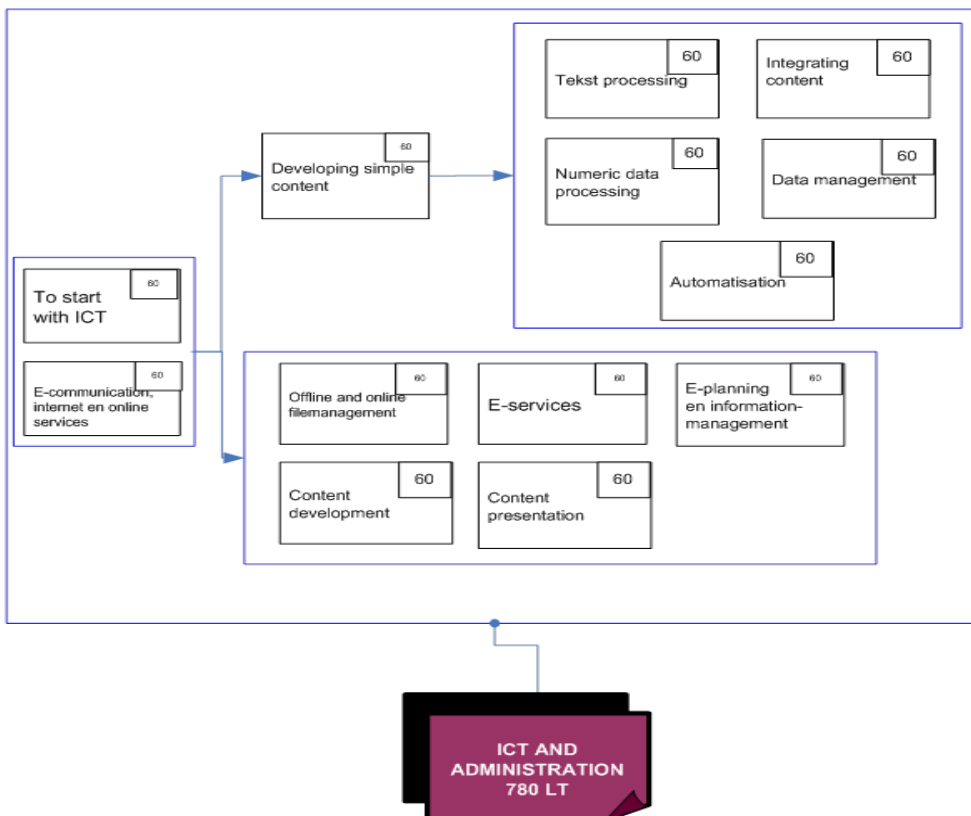 60
Tekst processing
60
Integrating
content
60
Developing simple
content
60
Numeric data
processing
60
Data management
60
Automatisation
60
To start
with ICT
60
E-communication,
internet en online
services
60
Offline and online
filemanagement
60
E-services
60
E-planning
en information-
management
60
Content
development
60
Content
presentation
ICT AND
ADMINISTRATION
780 LT